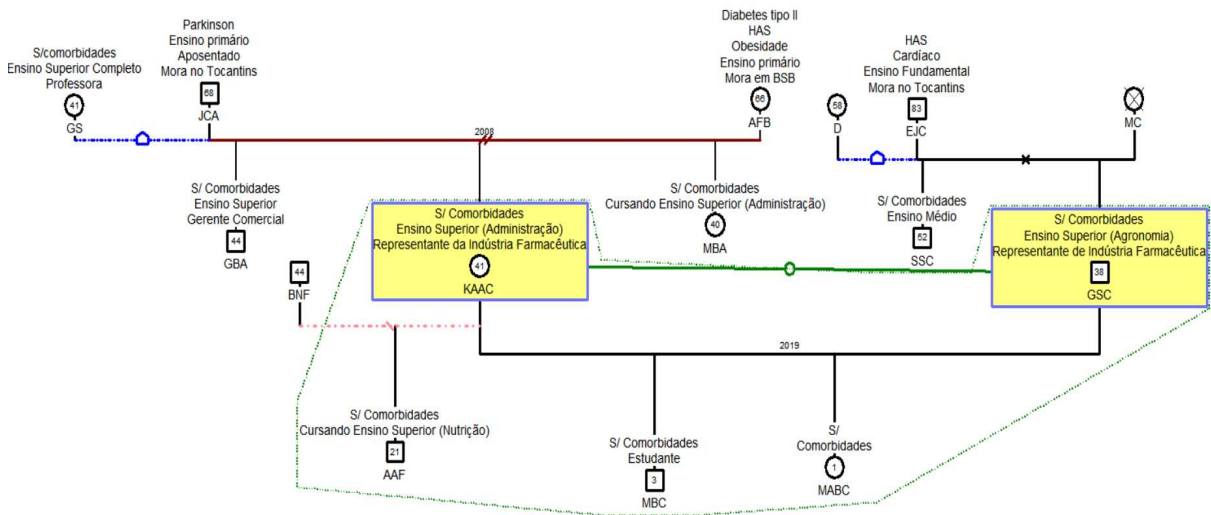 S/comorbidades
Ensino Superior Completo
Professora
41
GS
Parkinson
Ensino primário
Aposentado
Mora no Tocantins
68
JCA
2008
Diabetes tipo II
HAS
Obesidade
Ensino primário
Mora em BSB
66
AFB
58
D
HAS
Cardíaco
Ensino Fundamental
Mora no Tocantins
83
EJC
MC
S/ Comorbidades
Ensino Superior
Gerente Comercial
44
GBA
S/ Comorbidades
Ensino Superior (Administração)
Representante da Indústria Farmacêutica
41
KAAC
S/ Comorbidades
Cursando Ensino Superior (Administração)
40
MBA
S/ Comorbidades
Ensino Médio
52
SSC
S/ Comorbidades
Ensino Superior (Agronomia)
Representante de Indústria Farmacêutica
38
GSC
44
BNF
2019
S/ Comorbidades
Cursando Ensino Superior (Nutrição)
21
AAF
S/ Comorbidades
Estudante
3
MBC
S/
Comorbidades
1
MABC